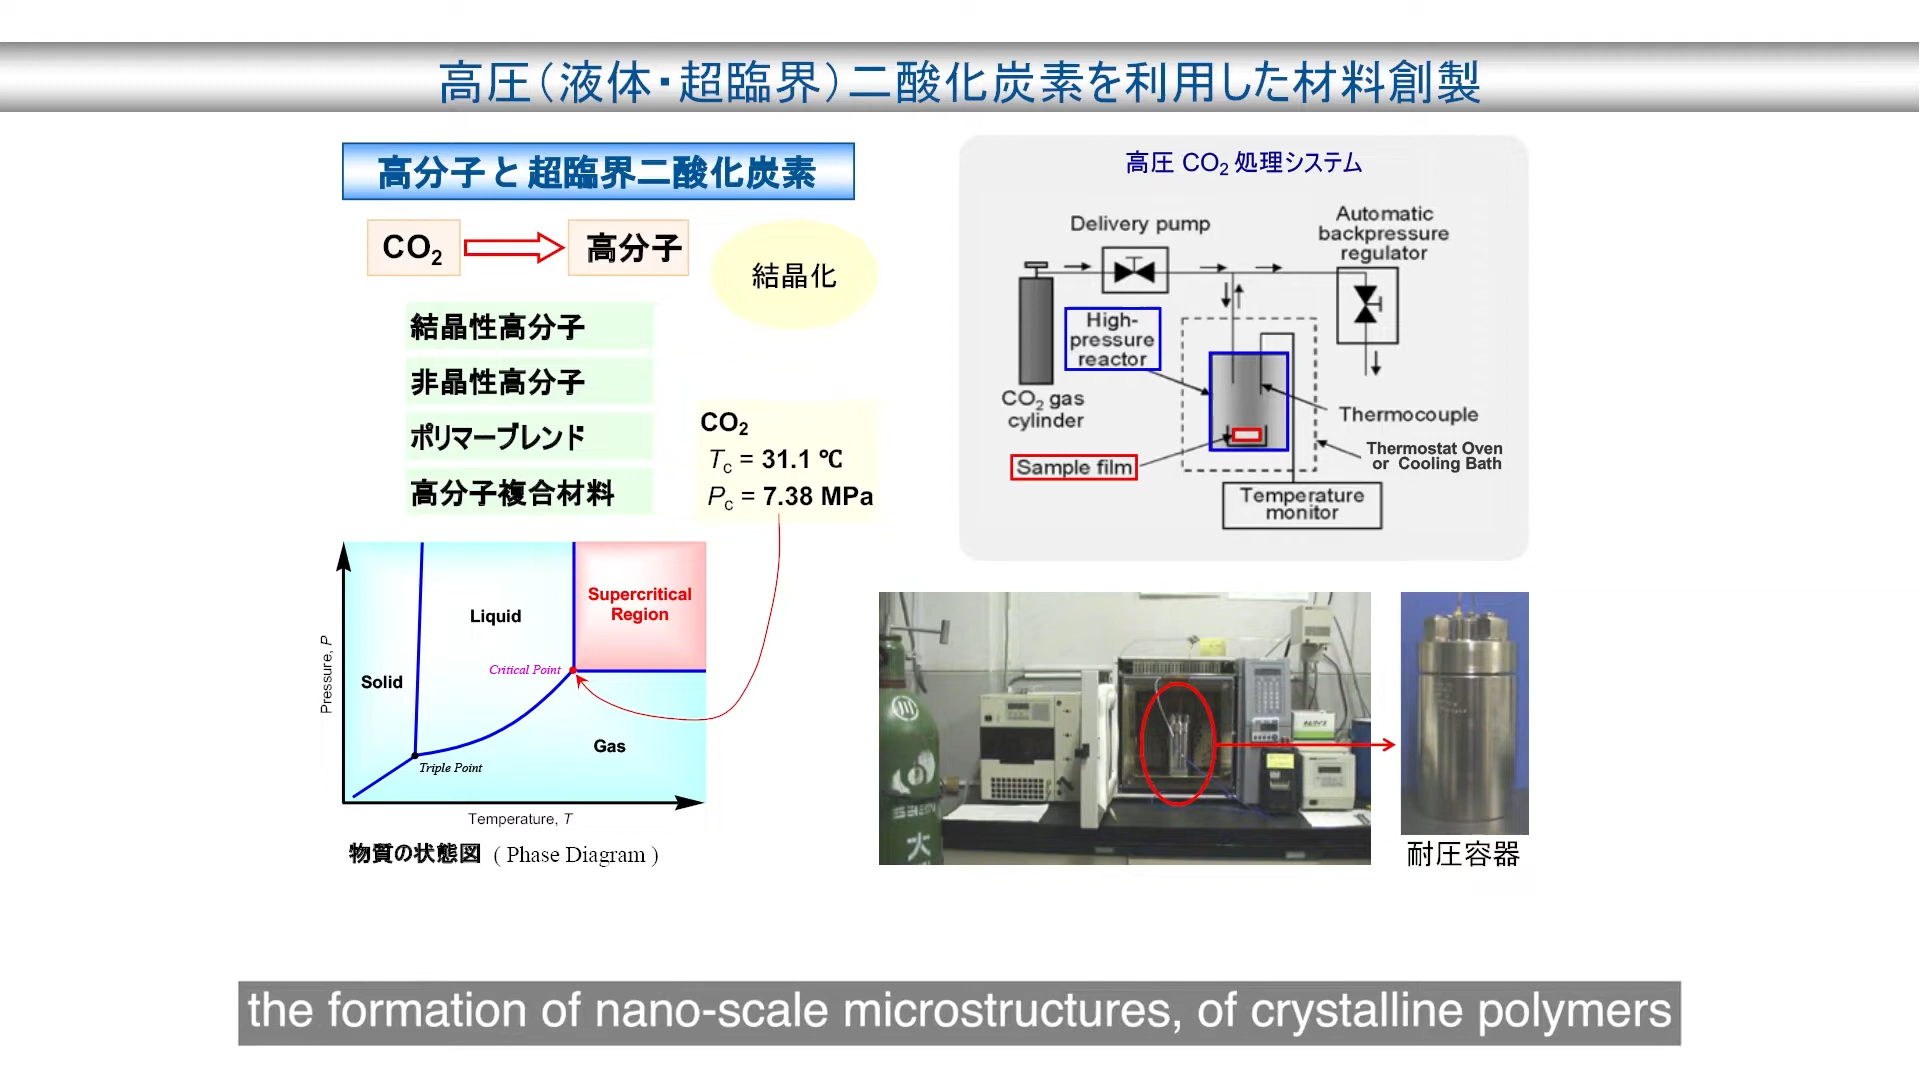 高圧（液体・超臨界）二酸化炭素を利用した材料創製
高分子と超臨界二酸化炭素
CO₂
高分子
結晶化
結晶性高分子
非晶性高分子
ポリマーブレンド
高分子複合材料
CO₂
Tc = 31.1 ℃
Pc = 7.38 MPa
Pressure, P
Solid
Liquid
Supercritical
Region
Critical Point
Gas
Triple Point
Temperature, T
物質の状態図 ( Phase Diagram )
高圧 CO₂ 処理システム
Delivery pump
Automatic
backpressure
regulator
High-
pressure
reactor
CO₂ gas
cylinder
Thermocouple
Thermostat Oven
or Cooling Bath
Sample film
Temperature
monitor
大
耐圧容器
the formation of nano-scale microstructures, of crystalline polymers